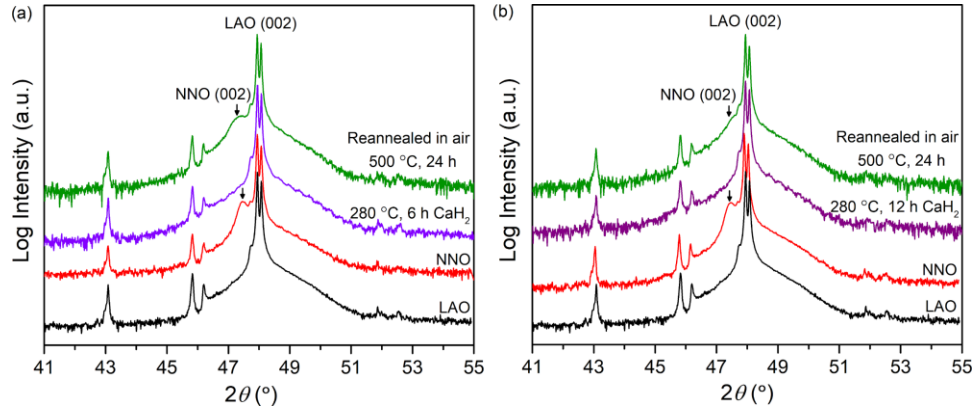 (a)
LAO (002)
NNO (002)
Reannealed in air
500 °C, 24 h
280 °C, 6 h CaH₂
NNO
LAO
Log Intensity (a.u.)
41 43 45 47 49 51 53 55
2θ (°)
(b)
LAO (002)
NNO (002)
Reannealed in air
500 °C, 24 h
280 °C, 12 h CaH₂
NNO
LAO
Log Intensity (a.u.)
41 43 45 47 49 51 53 55
2θ (°)